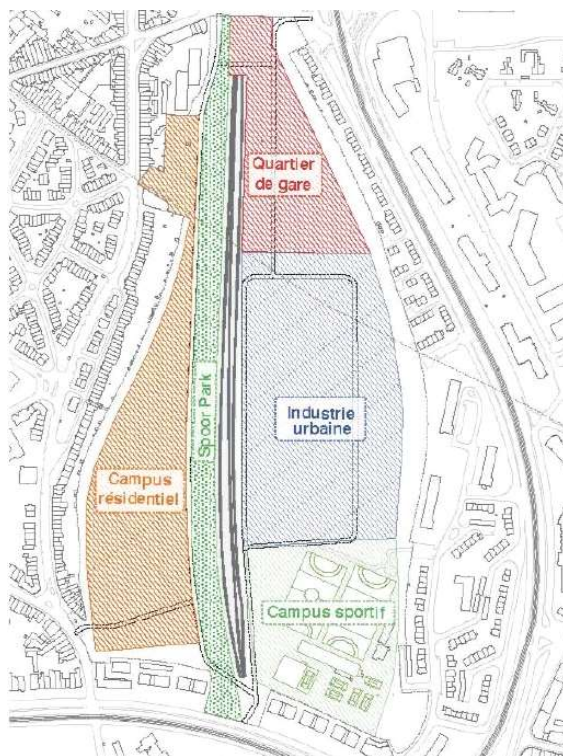 Quartier
de gare
Spoor Park
Industrie
urbaine
Campus
résidentiel
Campus sportif